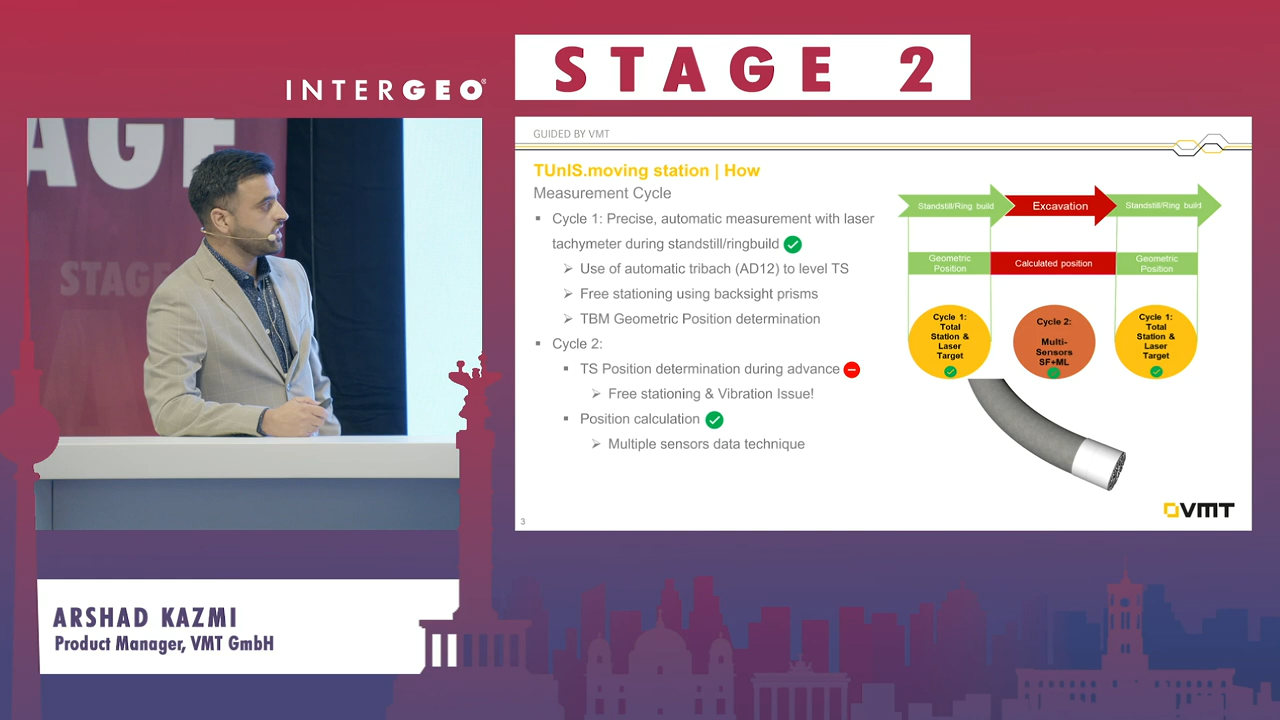 STAGE 2
INTERGEO®
AGE
STAGE
GUIDED BY VMT
TUnIS.moving station | How
Measurement Cycle
▪ Cycle 1: Precise, automatic measurement with laser
tachymeter during standstill/ringbuild
➢ Use of automatic tribach (AD12) to level TS
➢ Free stationing using backsight prisms
➢ TBM Geometric Position determination
▪ Cycle 2:
▪ TS Position determination during advance
➢ Free stationing & Vibration Issue!
▪ Position calculation
➢ Multiple sensors data technique
Standstill/Ring build
Excavation
Standstill/Ring build
Geometric
Position
Calculated position
Geometric
Position
Cycle 1:
Total
Station &
Laser
Target
Cycle 2:
Multi-
Sensors
SF+ML
Cycle 1:
Total
Station &
Laser
Target
3
VMT
ARSHAD KAZMI
Product Manager, VMT GmbH